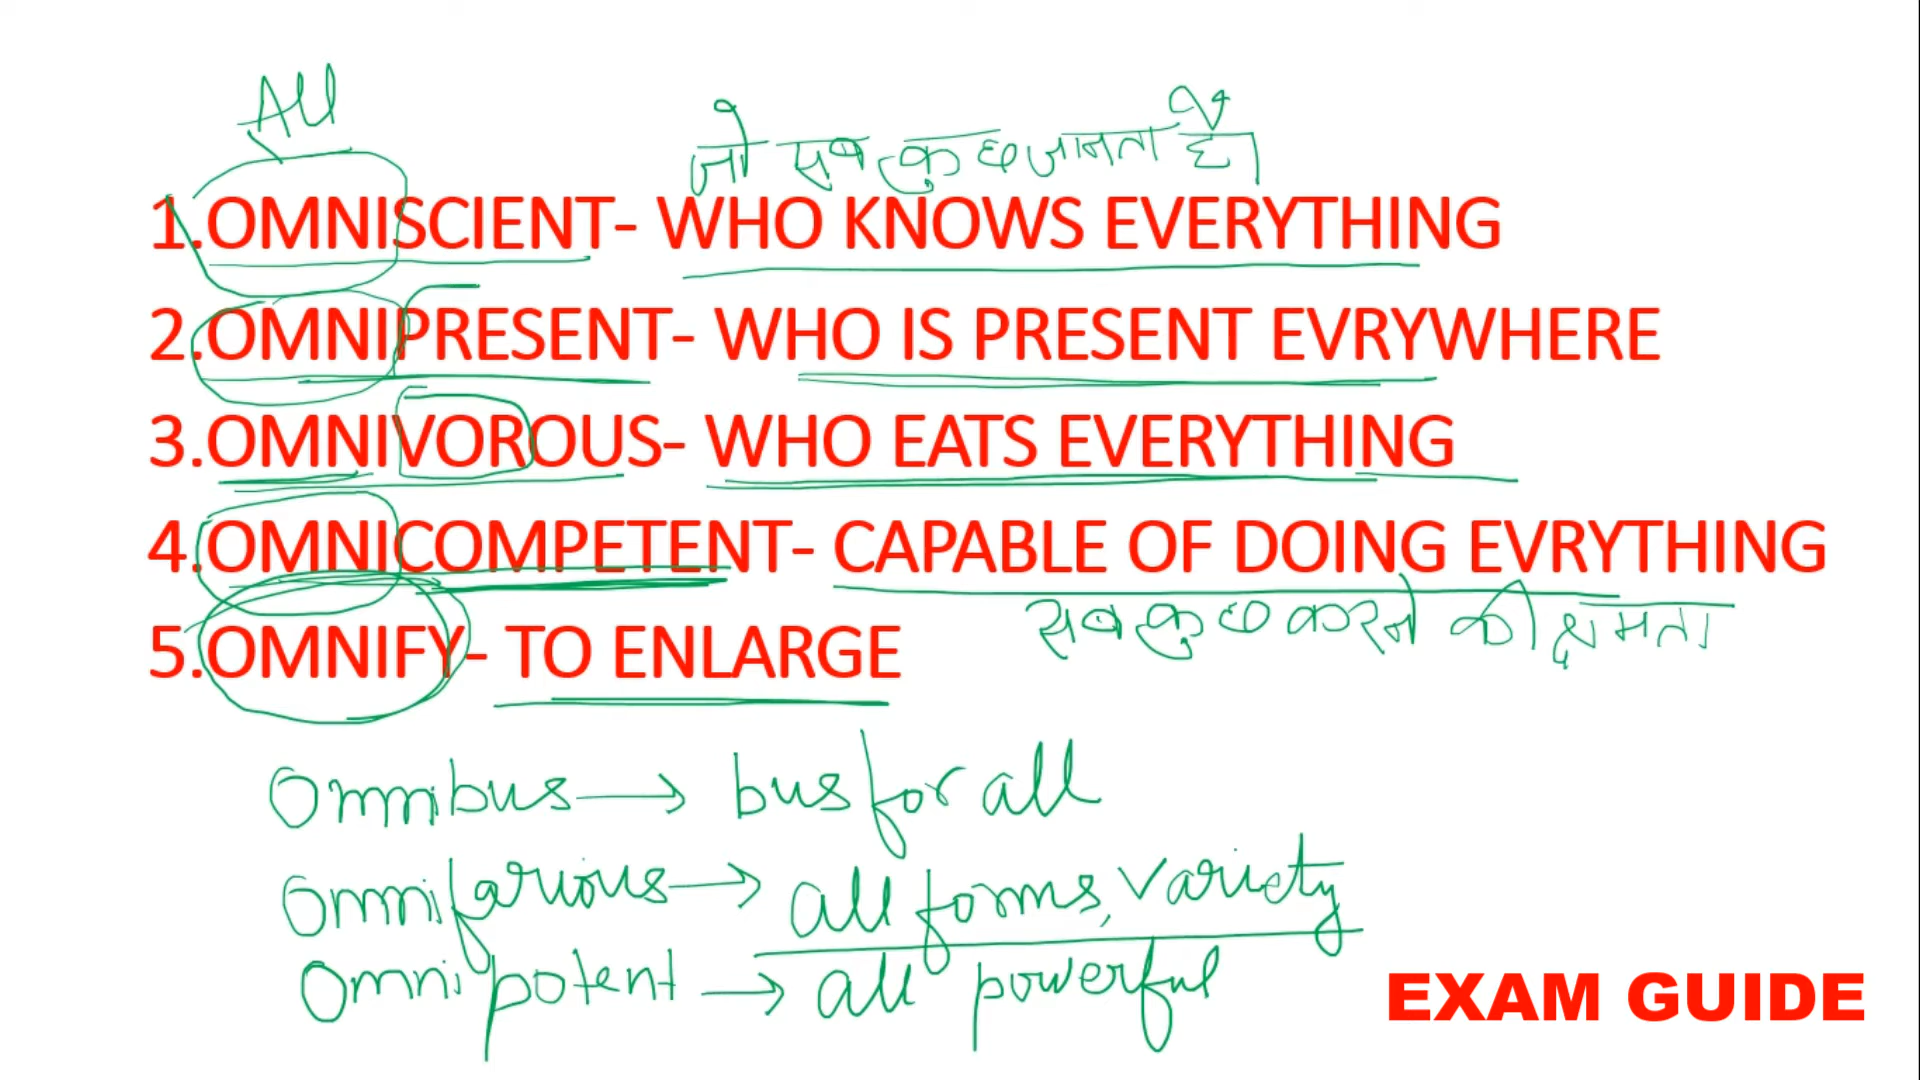 All
जो सब कुछ जानता है।
1.OMNISCIENT- WHO KNOWS EVERYTHING
2.OMNIPRESENT- WHO IS PRESENT EVRYWHERE
3.OMNIVOROUS- WHO EATS EVERYTHING
4.OMNICOMPETENT- CAPABLE OF DOING EVRYTHING
सब कुछ करने की क्षमता
5.OMNIFY- TO ENLARGE
Omnibus → bus for all
Omnifarious → all forms, variety
Omnipotent → all powerful
EXAM GUIDE